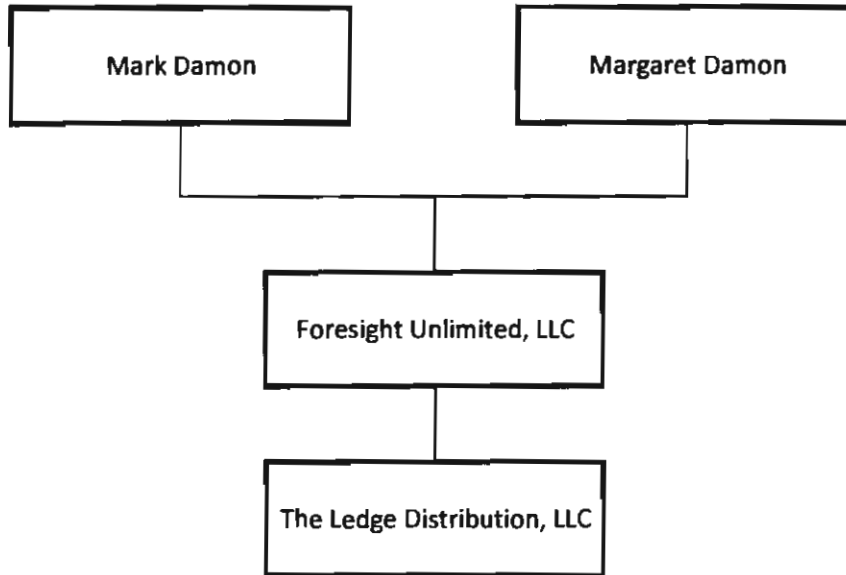 Mark Damon
Margaret Damon
Foresight Unlimited, LLC
The Ledge Distribution, LLC